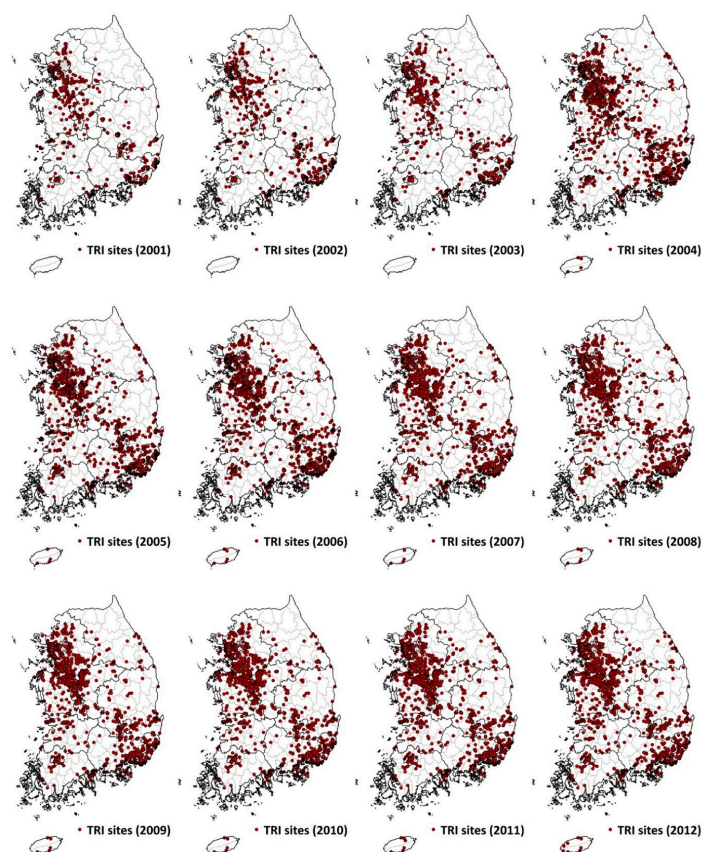 TRI sites (2001)
TRI sites (2002)
TRI sites (2003)
TRI sites (2004)
TRI sites (2005)
TRI sites (2006)
TRI sites (2007)
TRI sites (2008)
TRI sites (2009)
TRI sites (2010)
TRI sites (2011)
TRI sites (2012)